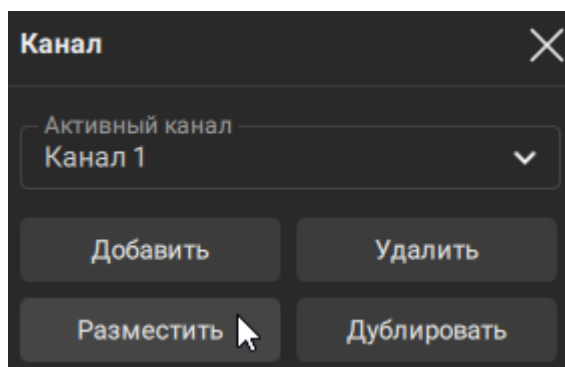 Канал
Активный канал
Канал 1
Добавить
Удалить
Разместить
Дублировать